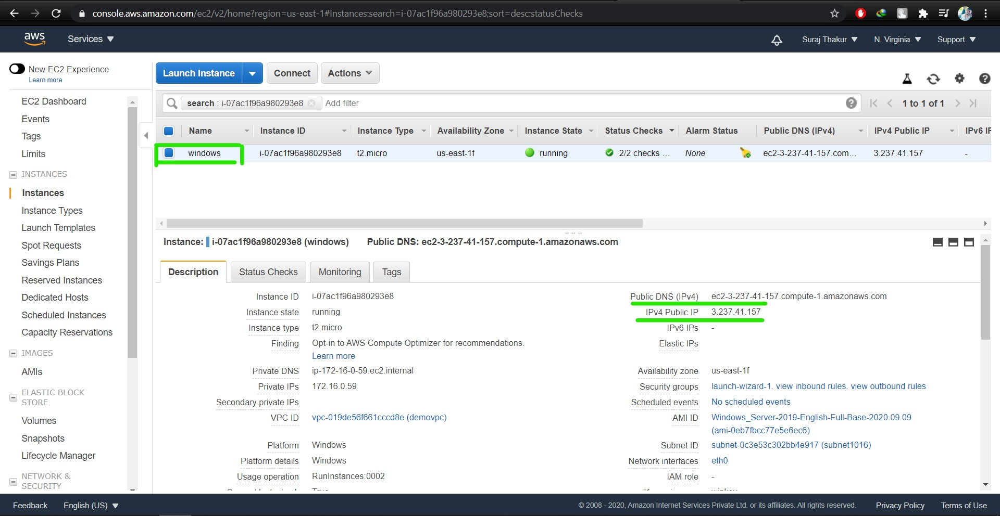 console.aws.amazon.com/ec2/v2/home?region=us-east-1#Instances:search=i-07ac1f96a980293e8;sort=desc:statusChecks
aws Services Suraj Thakur N. Virginia Support
New EC2 Experience
Learn more
Launch Instance Connect Actions
search : i-07ac1f96a980293e8 Add filter 1 to 1 of 1
Name Instance ID Instance Type Availability Zone Instance State Status Checks Alarm Status Public DNS (IPv4) IPv4 Public IP IPv6 IP
windows i-07ac1f96a980293e8 t2.micro us-east-1f running 2/2 checks ... None ec2-3-237-41-157.com... 3.237.41.157 -
EC2 Dashboard
Events
Tags
Limits
INSTANCES
Instances
Instance Types
Launch Templates
Spot Requests
Savings Plans
Reserved Instances
Dedicated Hosts
Scheduled Instances
Capacity Reservations
IMAGES
AMIs
ELASTIC BLOCK
STORE
Volumes
Snapshots
Lifecycle Manager
NETWORK &
SECURITY
Instance: i-07ac1f96a980293e8 (windows) Public DNS: ec2-3-237-41-157.compute-1.amazonaws.com
Description Status Checks Monitoring Tags
Instance ID i-07ac1f96a980293e8
Instance state running
Instance type t2.micro
Finding Opt-in to AWS Compute Optimizer for recommendations.
Learn more
Private DNS ip-172-16-0-59.ec2.internal
Private IPs 172.16.0.59
Secondary private IPs
VPC ID vpc-019de56f661cccd8e (demovpc)
Platform Windows
Platform details Windows
Usage operation RunInstances:0002
Public DNS (IPv4) ec2-3-237-41-157.compute-1.amazonaws.com
IPv4 Public IP 3.237.41.157
IPv6 IPs -
Elastic IPs
Availability zone us-east-1f
Security groups launch-wizard-1. view inbound rules. view outbound rules
Scheduled events No scheduled events
AMI ID Windows_Server-2019-English-Full-Base-2020.09.09
(ami-0eb7fbcc77e5e6ec6)
Subnet ID subnet-0c3e53c302bb4e917 (subnet1016)
Network interfaces eth0
IAM role -
Feedback English (US) © 2008 - 2020, Amazon Internet Services Private Ltd. or its affiliates. All rights reserved. Privacy Policy Terms of Use